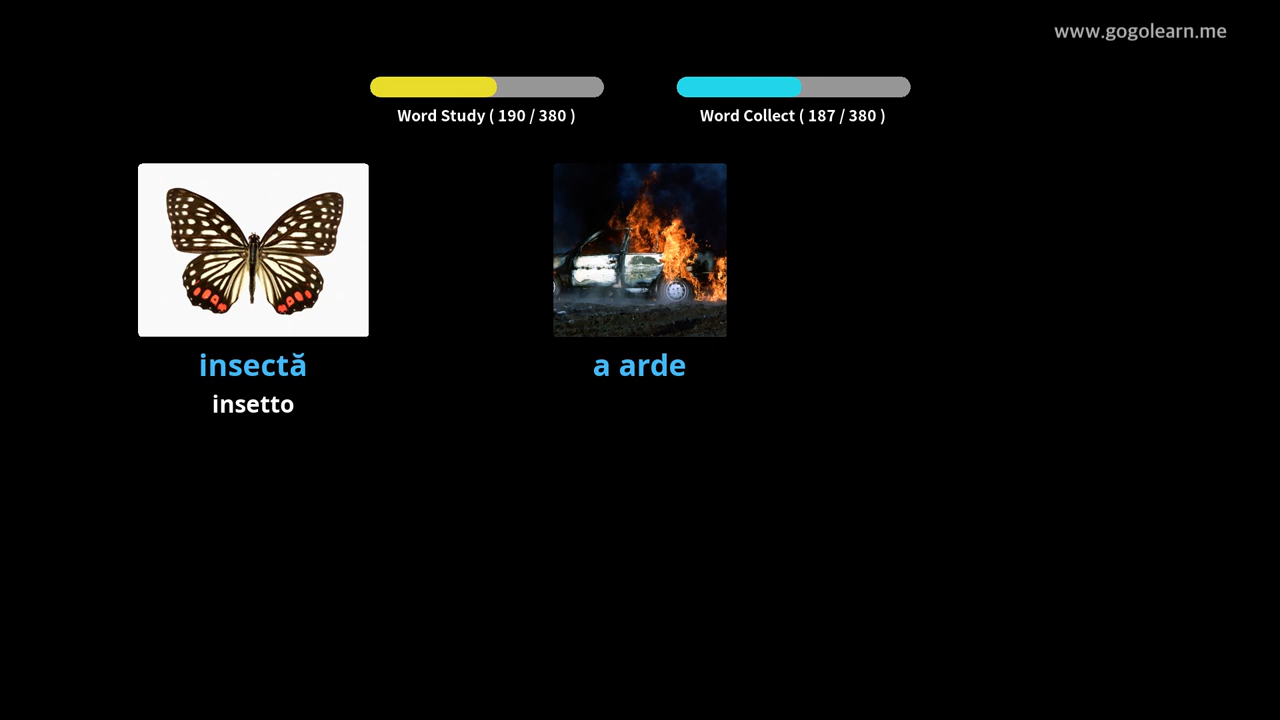 www.gogolearn.me
Word Study ( 190 / 380 )
Word Collect ( 187 / 380 )
insectă
insetto
a arde